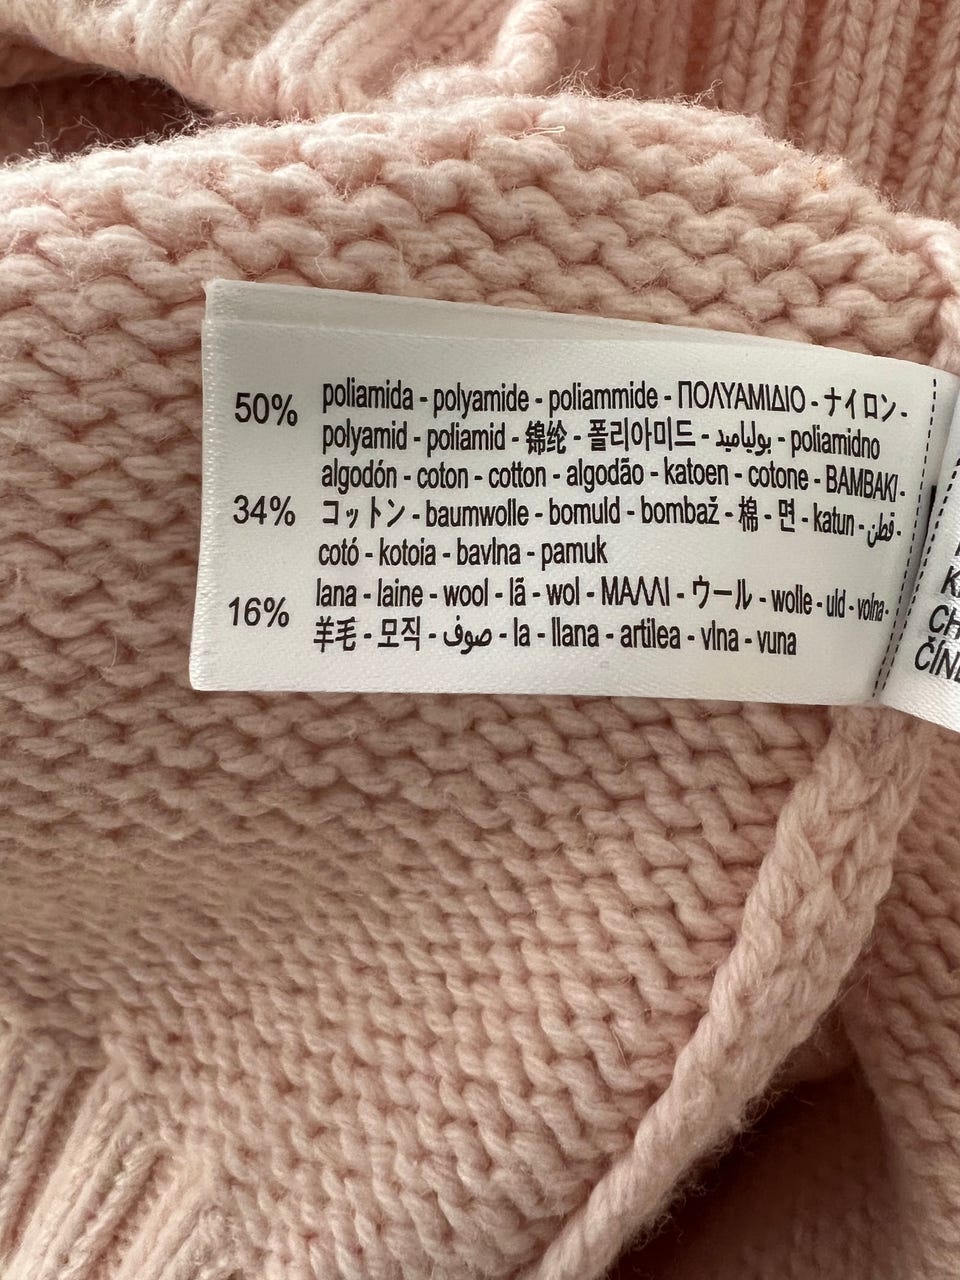 50% poliamida - polyamide - poliammide - ΠΟΛΥΑΜΙΔΙΟ - ナイロン -
polyamid - poliamid - 锦纶 - 폴리아미드 - بولياميد - poliamidno
algodón - coton - cotton - algodão - katoen - cotone - BAMBAKI -
34% コットン - baumwolle - bomuld - bombaž - 棉 - 면 - katun - قطن -
cotó - kotoia - bavlna - pamuk
16% lana - laine - wool - lã - wol - ΜΑΛΛΙ - ウール - wolle - uld - volna -
羊毛 - 모직 - صوف - la - llana - artilea - vlna - vuna